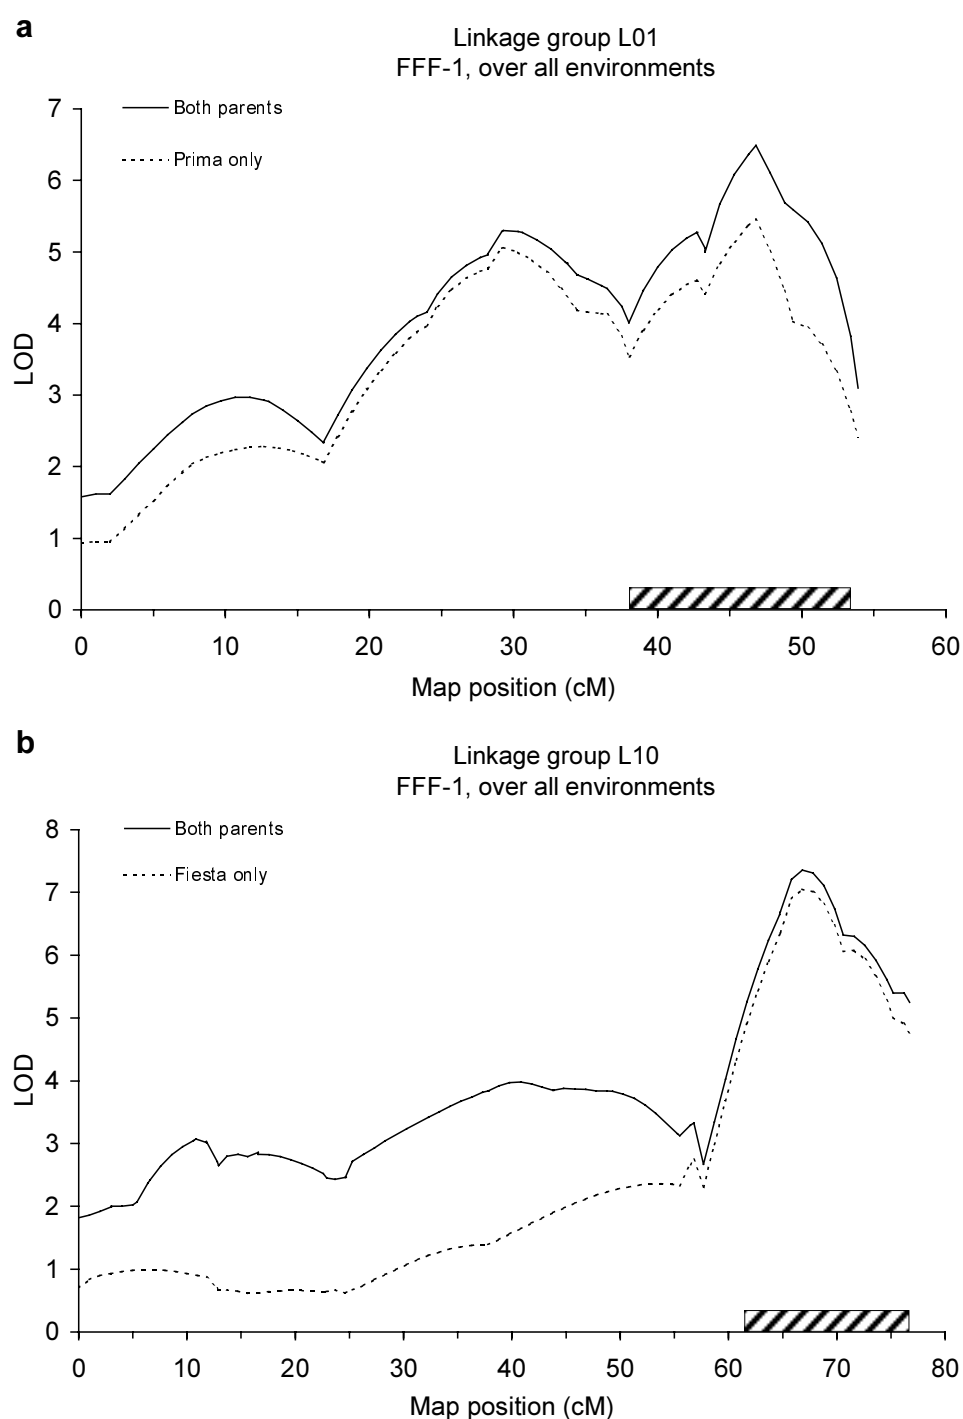 a
Linkage group L01
FFF-1, over all environments
Both parents
Prima only
7
6
5
4
3
2
1
0
LOD
0 10 20 30 40 50 60
Map position (cM)
b
Linkage group L10
FFF-1, over all environments
Both parents
Fiesta only
8
7
6
5
4
3
2
1
0
LOD
0 10 20 30 40 50 60 70 80
Map position (cM)